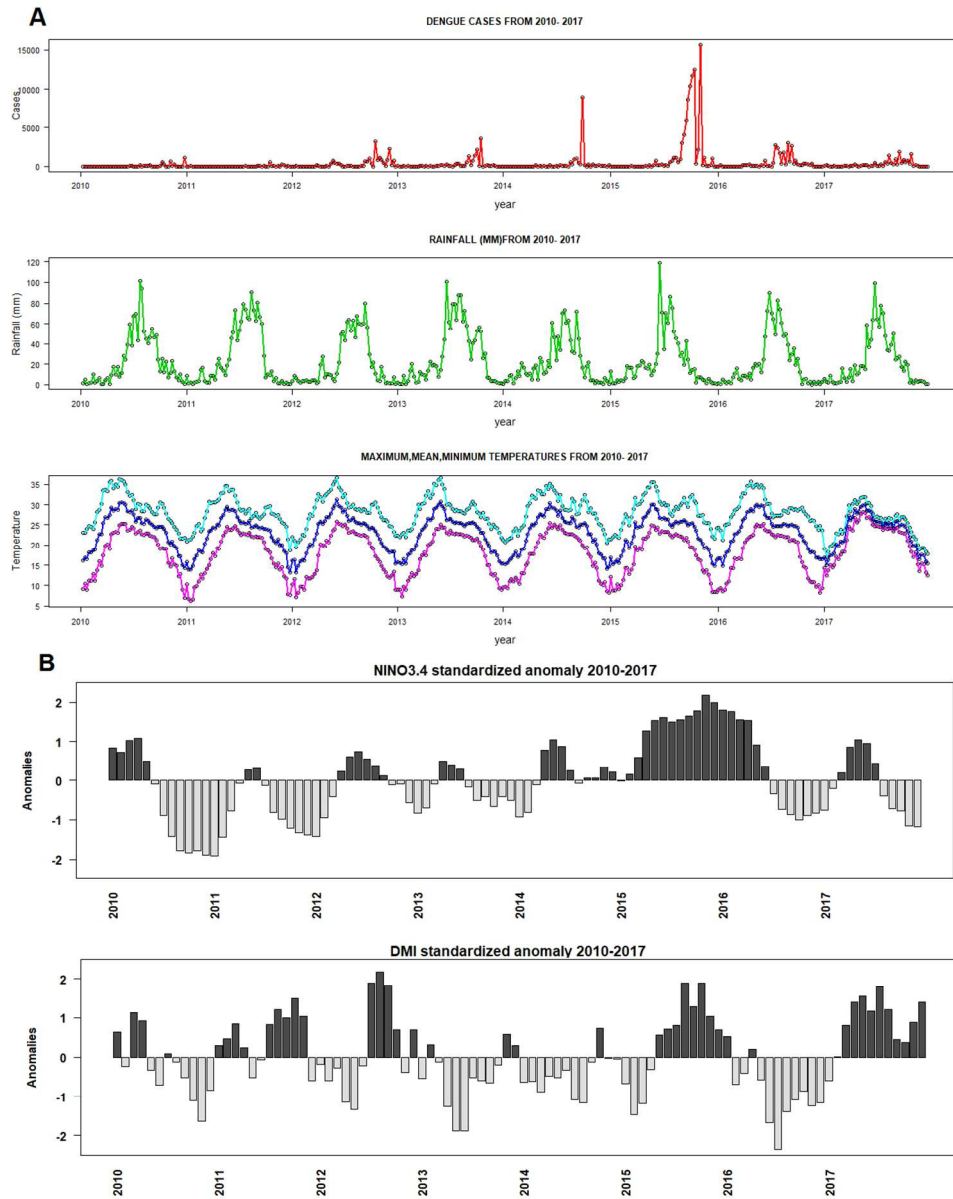 A
DENGUE CASES FROM 2010- 2017
Cases
15000
10000
5000
0
2010 2011 2012 2013 2014 2015 2016 2017
year
RAINFALL (MM)FROM 2010- 2017
Rainfall (mm)
120
100
80
60
40
20
0
2010 2011 2012 2013 2014 2015 2016 2017
year
MAXIMUM,MEAN,MINIMUM TEMPERATURES FROM 2010- 2017
Temperature
35
30
25
20
15
10
5
2010 2011 2012 2013 2014 2015 2016 2017
year
B
NINO3.4 standardized anomaly 2010-2017
Anomalies
2
1
0
-1
-2
2010 2011 2012 2013 2014 2015 2016 2017
DMI standardized anomaly 2010-2017
Anomalies
2
1
0
-1
-2
2010 2011 2012 2013 2014 2015 2016 2017